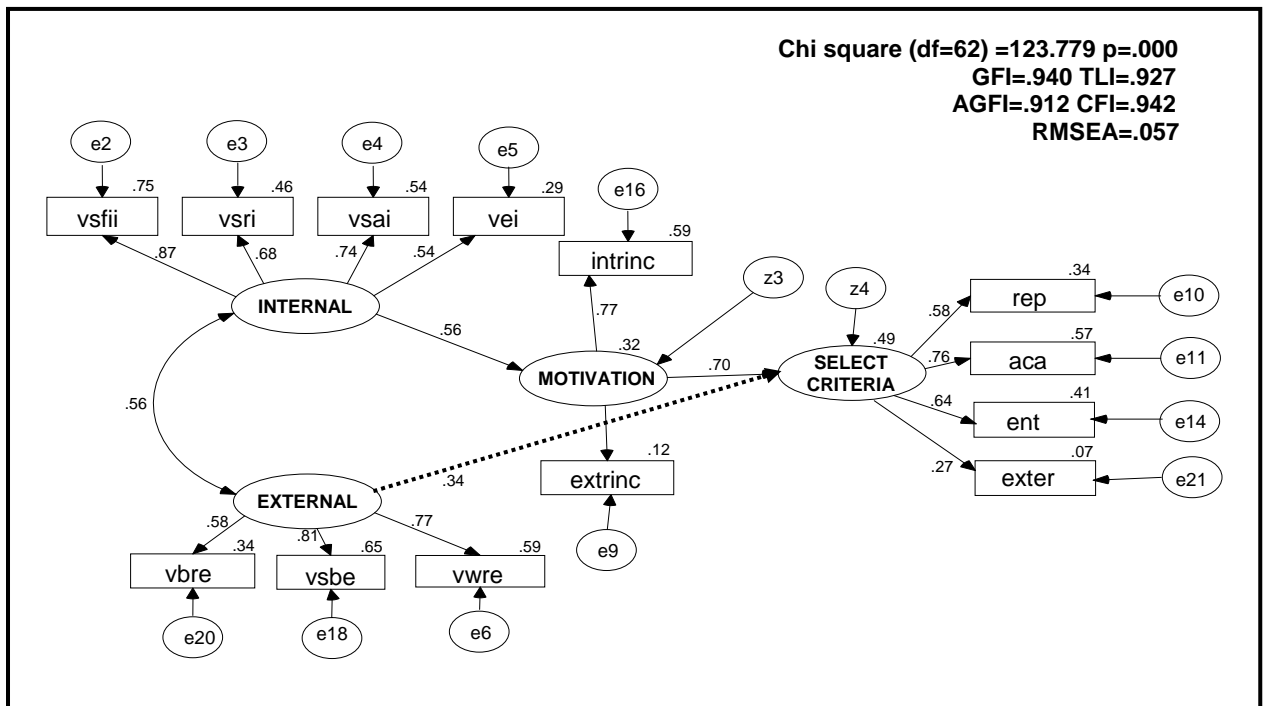 Chi square (df=62) =123.779 p=.000
GFI=.940 TLI=.927
AGFI=.912 CFI=.942
RMSEA=.057
e2
e3
e4
e5
.75
.46
.54
.29
vsfii
vsri
vsai
vei
.87
.68
.74
.54
INTERNAL
e16
.59
intrinc
.77
z3
z4
.56
.32
MOTIVATION
.70
.49
SELECT
CRITERIA
.58
.34
rep
e10
.76
.57
aca
e11
.64
.41
ent
e14
.27
.07
exter
e21
.56
.34
.12
extrinc
e9
EXTERNAL
.58
.81
.77
.34
.65
.59
vbre
vsbe
vwre
e20
e18
e6